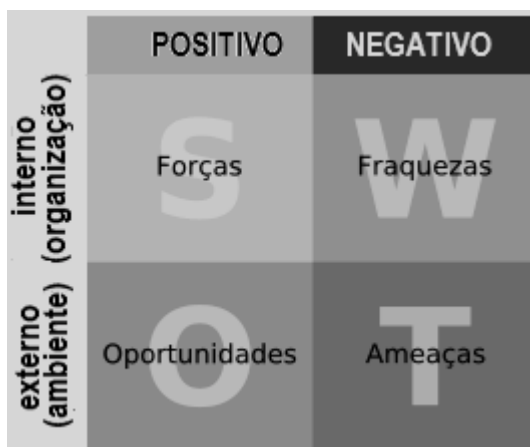 POSITIVO NEGATIVO
interno
(organização)
S
Forças
W
Fraquezas
externo
(ambiente)
O
Oportunidades
T
Ameaças